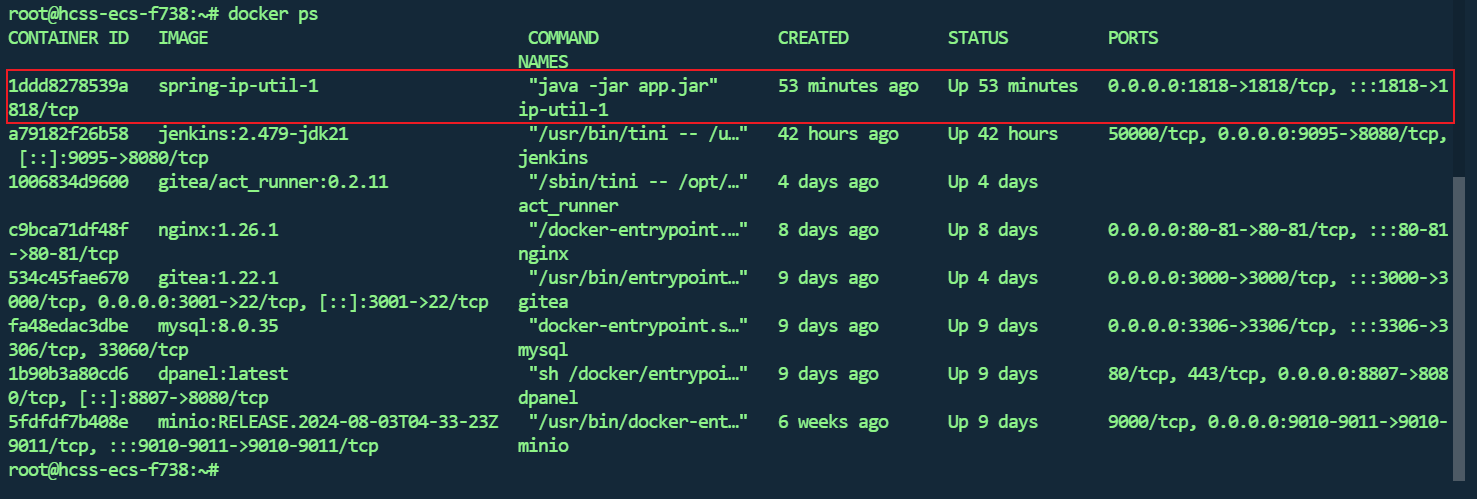 root@hcss-ecs-f738:~# docker ps
CONTAINER ID   IMAGE                                COMMAND                  CREATED          STATUS          PORTS
                                                   NAMES
1ddd8278539a   spring-ip-util-1                     "java -jar app.jar"      53 minutes ago   Up 53 minutes   0.0.0.0:1818->1818/tcp, :::1818->1
818/tcp                                            ip-util-1
a79182f26b58   jenkins:2.479-jdk21                  "/usr/bin/tini -- /u…"   42 hours ago     Up 42 hours     50000/tcp, 0.0.0.0:9095->8080/tcp,
 [::]:9095->8080/tcp                               jenkins
1006834d9600   gitea/act_runner:0.2.11              "/sbin/tini -- /opt/…"   4 days ago       Up 4 days
                                                   act_runner
c9bca71df48f   nginx:1.26.1                         "/docker-entrypoint.…"   8 days ago       Up 8 days       0.0.0.0:80-81->80-81/tcp, :::80-81
->80-81/tcp                                        nginx
534c45fae670   gitea:1.22.1                         "/usr/bin/entrypoint…"   9 days ago       Up 4 days       0.0.0.0:3000->3000/tcp, :::3000->3
000/tcp, 0.0.0.0:3001->22/tcp, [::]:3001->22/tcp   gitea
fa48edac3dbe   mysql:8.0.35                         "docker-entrypoint.s…"   9 days ago       Up 9 days       0.0.0.0:3306->3306/tcp, :::3306->3
306/tcp, 33060/tcp                                 mysql
1b90b3a80cd6   dpanel:latest                        "sh /docker/entrypoi…"   9 days ago       Up 9 days       80/tcp, 443/tcp, 0.0.0.0:8807->808
0/tcp, [::]:8807->8080/tcp                         dpanel
5fdfdf7b408e   minio:RELEASE.2024-08-03T04-33-23Z   "/usr/bin/docker-ent…"   6 weeks ago      Up 9 days       9000/tcp, 0.0.0.0:9010-9011->9010-
9011/tcp, :::9010-9011->9010-9011/tcp              minio
root@hcss-ecs-f738:~#